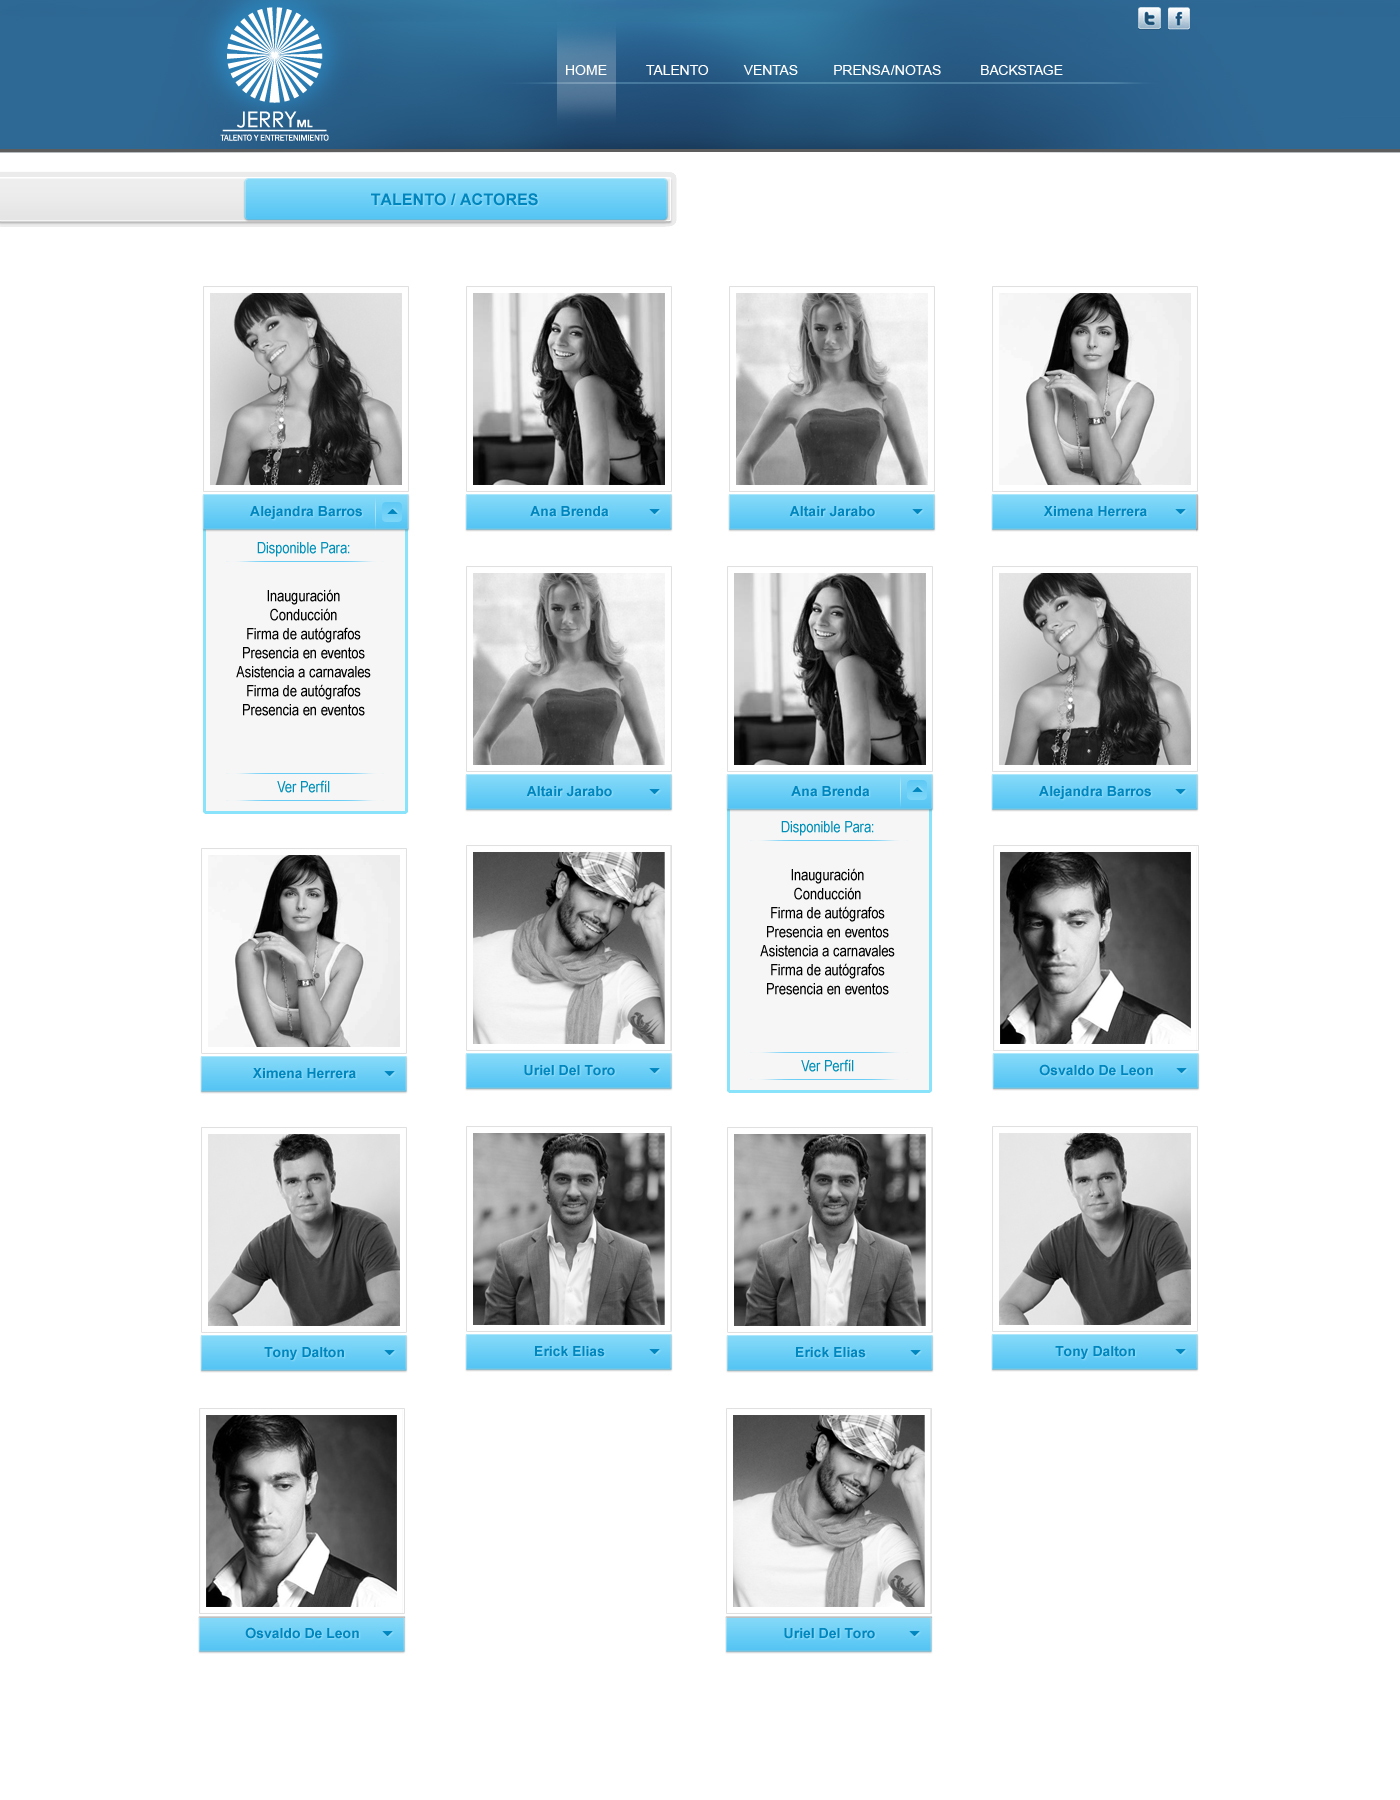 JERRY ML
TALENTO Y ENTRETENIMIENTO
HOME
TALENTO
VENTAS
PRENSA/NOTAS
BACKSTAGE
TALENTO / ACTORES
Alejandra Barros
Ana Brenda
Altair Jarabo
Ximena Herrera
Disponible Para:
Inauguración
Conducción
Firma de autógrafos
Presencia en eventos
Asistencia a carnavales
Firma de autógrafos
Presencia en eventos
Ver Perfil
Altair Jarabo
Ana Brenda
Alejandra Barros
Disponible Para:
Inauguración
Conducción
Firma de autógrafos
Presencia en eventos
Asistencia a carnavales
Firma de autógrafos
Presencia en eventos
Ver Perfil
Ximena Herrera
Uriel Del Toro
Osvaldo De Leon
Tony Dalton
Erick Elias
Erick Elias
Tony Dalton
Osvaldo De Leon
Uriel Del Toro